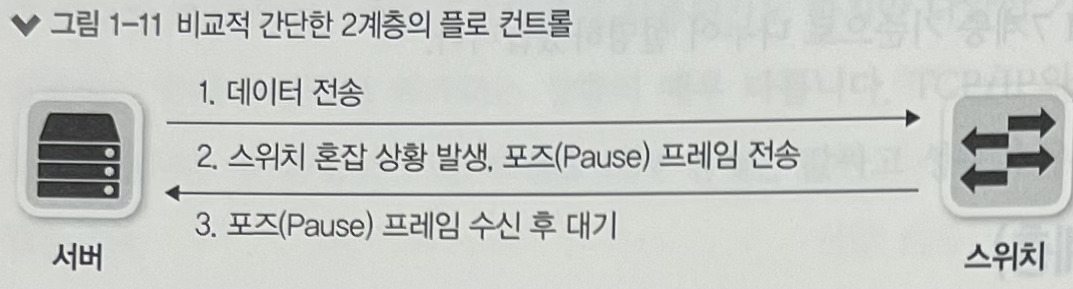 그림 1-11 비교적 간단한 2계층의 플로 컨트롤
1. 데이터 전송
2. 스위치 혼잡 상황 발생, 포즈(Pause) 프레임 전송
3. 포즈(Pause) 프레임 수신 후 대기
서버
스위치